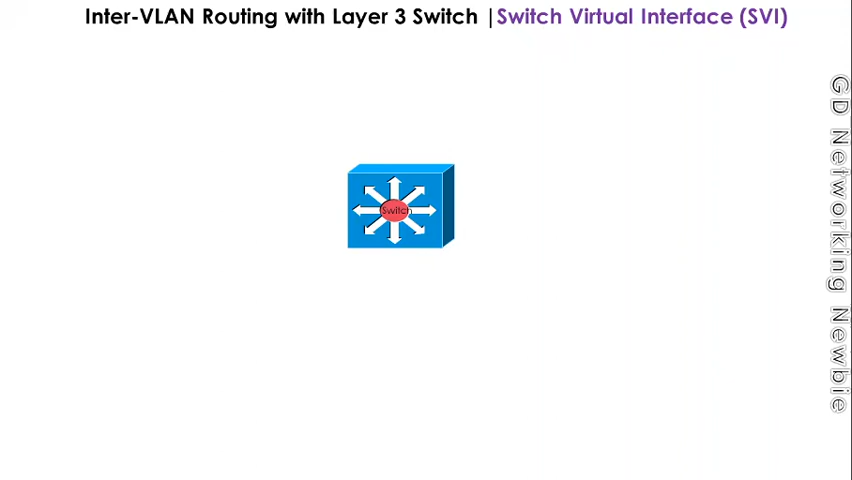 Inter-VLAN Routing with Layer 3 Switch |Switch Virtual Interface (SVI)
Switch
GD Networking Newbie